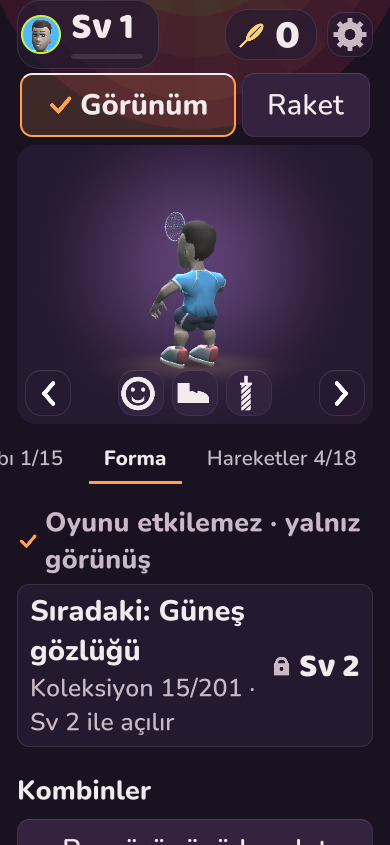 Sv 1
0
Görünüm
Raket
bı 1/15
Forma
Hareketler 4/18
Oyunu etkilemez · yalnız
görünüş
Sıradaki: Güneş
gözlüğü
Sv 2
Koleksiyon 15/201 ·
Sv 2 ile açılır
Kombinler